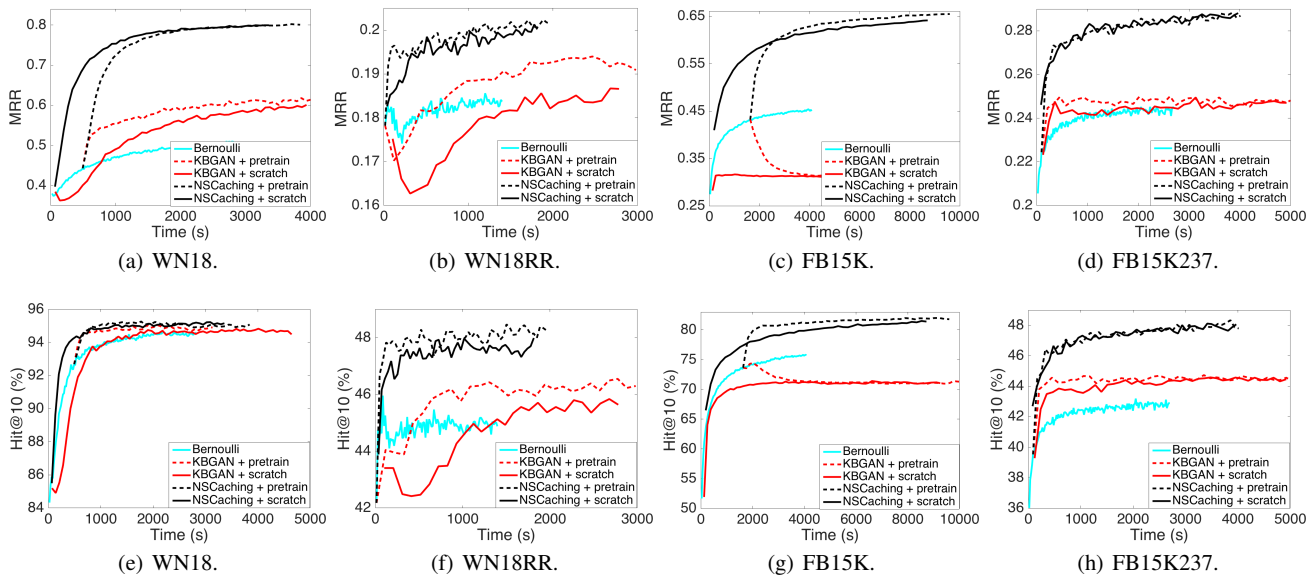 0.8
0.7
0.6
0.5
0.4
MRR
0 1000 2000 3000 4000
Time (s)
Bernoulli
KBGAN + pretrain
KBGAN + scratch
NSCaching + pretrain
NSCaching + scratch
(a) WN18.
0.2
0.19
0.18
0.17
0.16
MRR
0 1000 2000 3000
Time (s)
Bernoulli
KBGAN + pretrain
KBGAN + scratch
NSCaching + pretrain
NSCaching + scratch
(b) WN18RR.
0.65
0.55
0.45
0.35
0.25
MRR
0 2000 4000 6000 8000 10000
Time (s)
Bernoulli
KBGAN + pretrain
KBGAN + scratch
NSCaching + pretrain
NSCaching + scratch
(c) FB15K.
0.28
0.26
0.24
0.22
0.2
MRR
0 1000 2000 3000 4000 5000
Time (s)
Bernoulli
KBGAN + pretrain
KBGAN + scratch
NSCaching + pretrain
NSCaching + scratch
(d) FB15K237.
96
94
92
90
88
86
84
Hit@10 (%)
0 1000 2000 3000 4000 5000
Time (s)
Bernoulli
KBGAN + pretrain
KBGAN + scratch
NSCaching + pretrain
NSCaching + scratch
(e) WN18.
48
46
44
42
Hit@10 (%)
0 1000 2000 3000
Time (s)
Bernoulli
KBGAN + pretrain
KBGAN + scratch
NSCaching + pretrain
NSCaching + scratch
(f) WN18RR.
80
75
70
65
60
55
50
Hit@10 (%)
0 2000 4000 6000 8000 10000
Time (s)
Bernoulli
KBGAN + pretrain
KBGAN + scratch
NSCaching + pretrain
NSCaching + scratch
(g) FB15K.
48
46
44
42
40
38
36
Hit@10 (%)
0 1000 2000 3000 4000 5000
Time (s)
Bernoulli
KBGAN + pretrain
KBGAN + scratch
NSCaching + pretrain
NSCaching + scratch
(h) FB15K237.